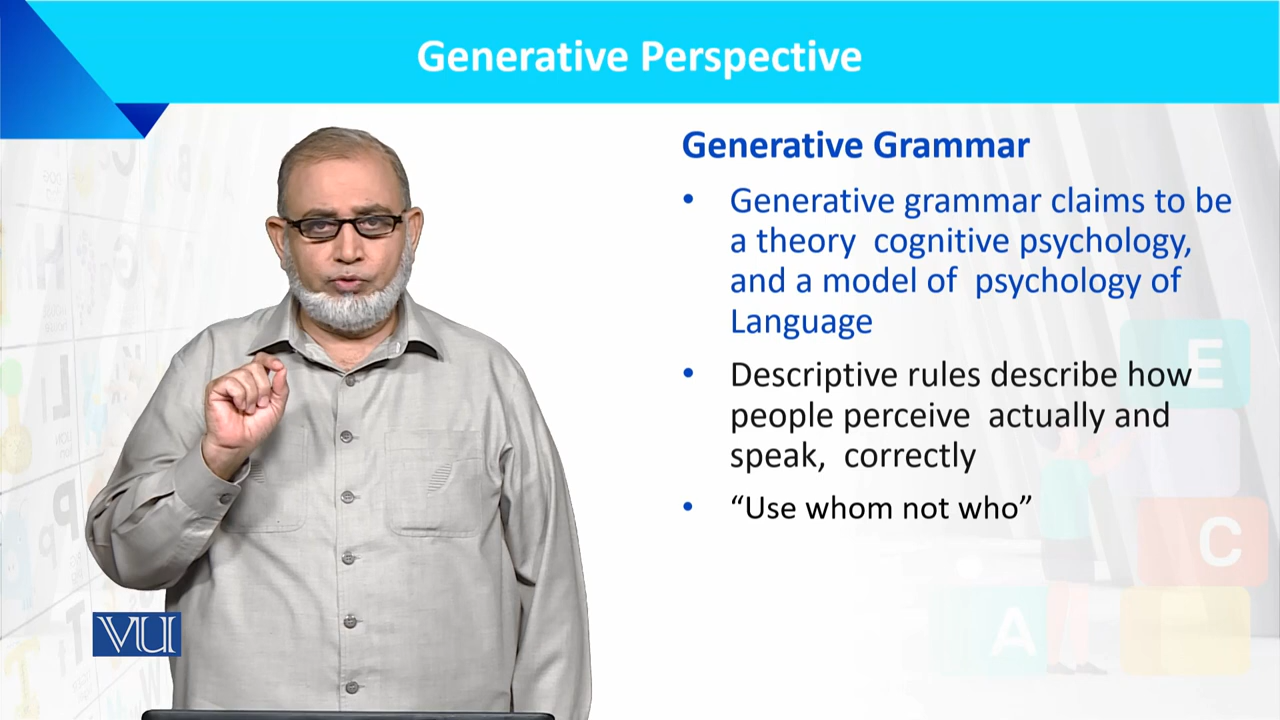 Generative Perspective
Generative Grammar
• Generative grammar claims to be
a theory cognitive psychology,
and a model of psychology of
Language
• Descriptive rules describe how
people perceive actually and
speak, correctly
• “Use whom not who”
VU
E
C
A